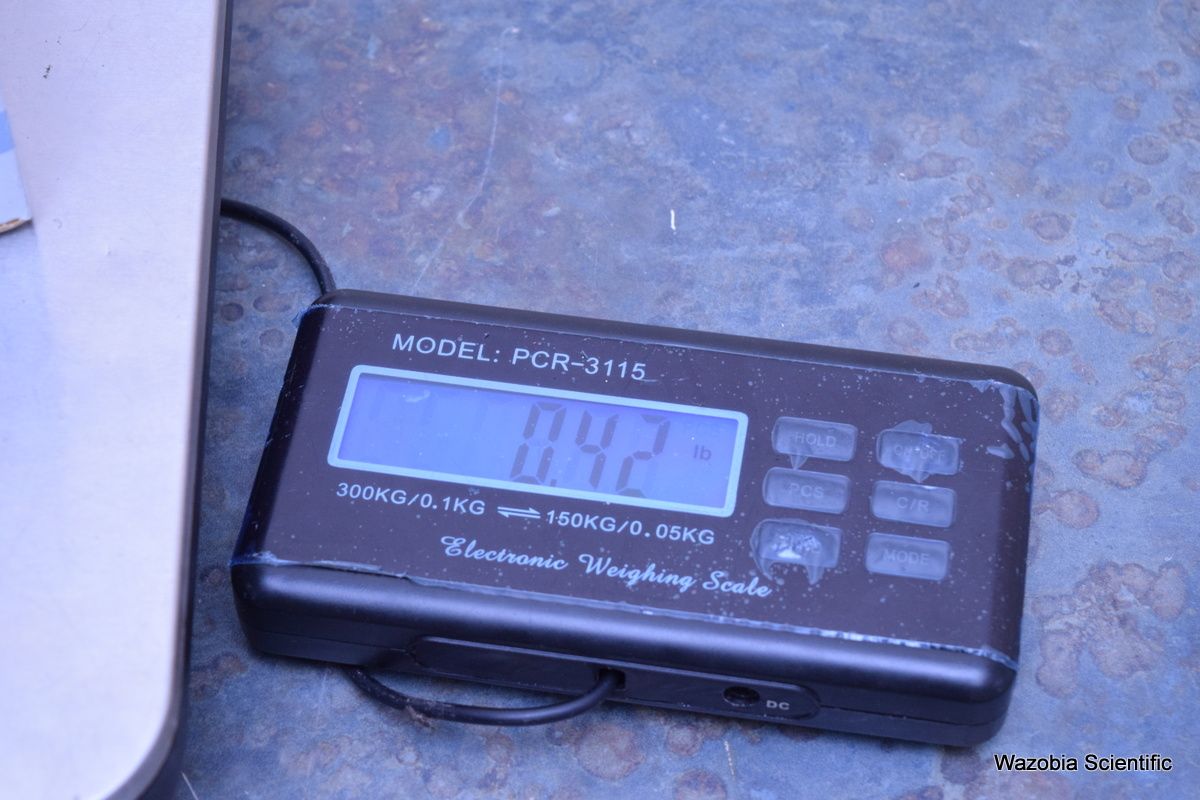 MODEL: PCR-3115
0.42 lb
300KG/0.1KG ⇌ 150KG/0.05KG
Electronic Weighing Scale
HOLD
PCS C/R
MODE
DC
Wazobia Scientific